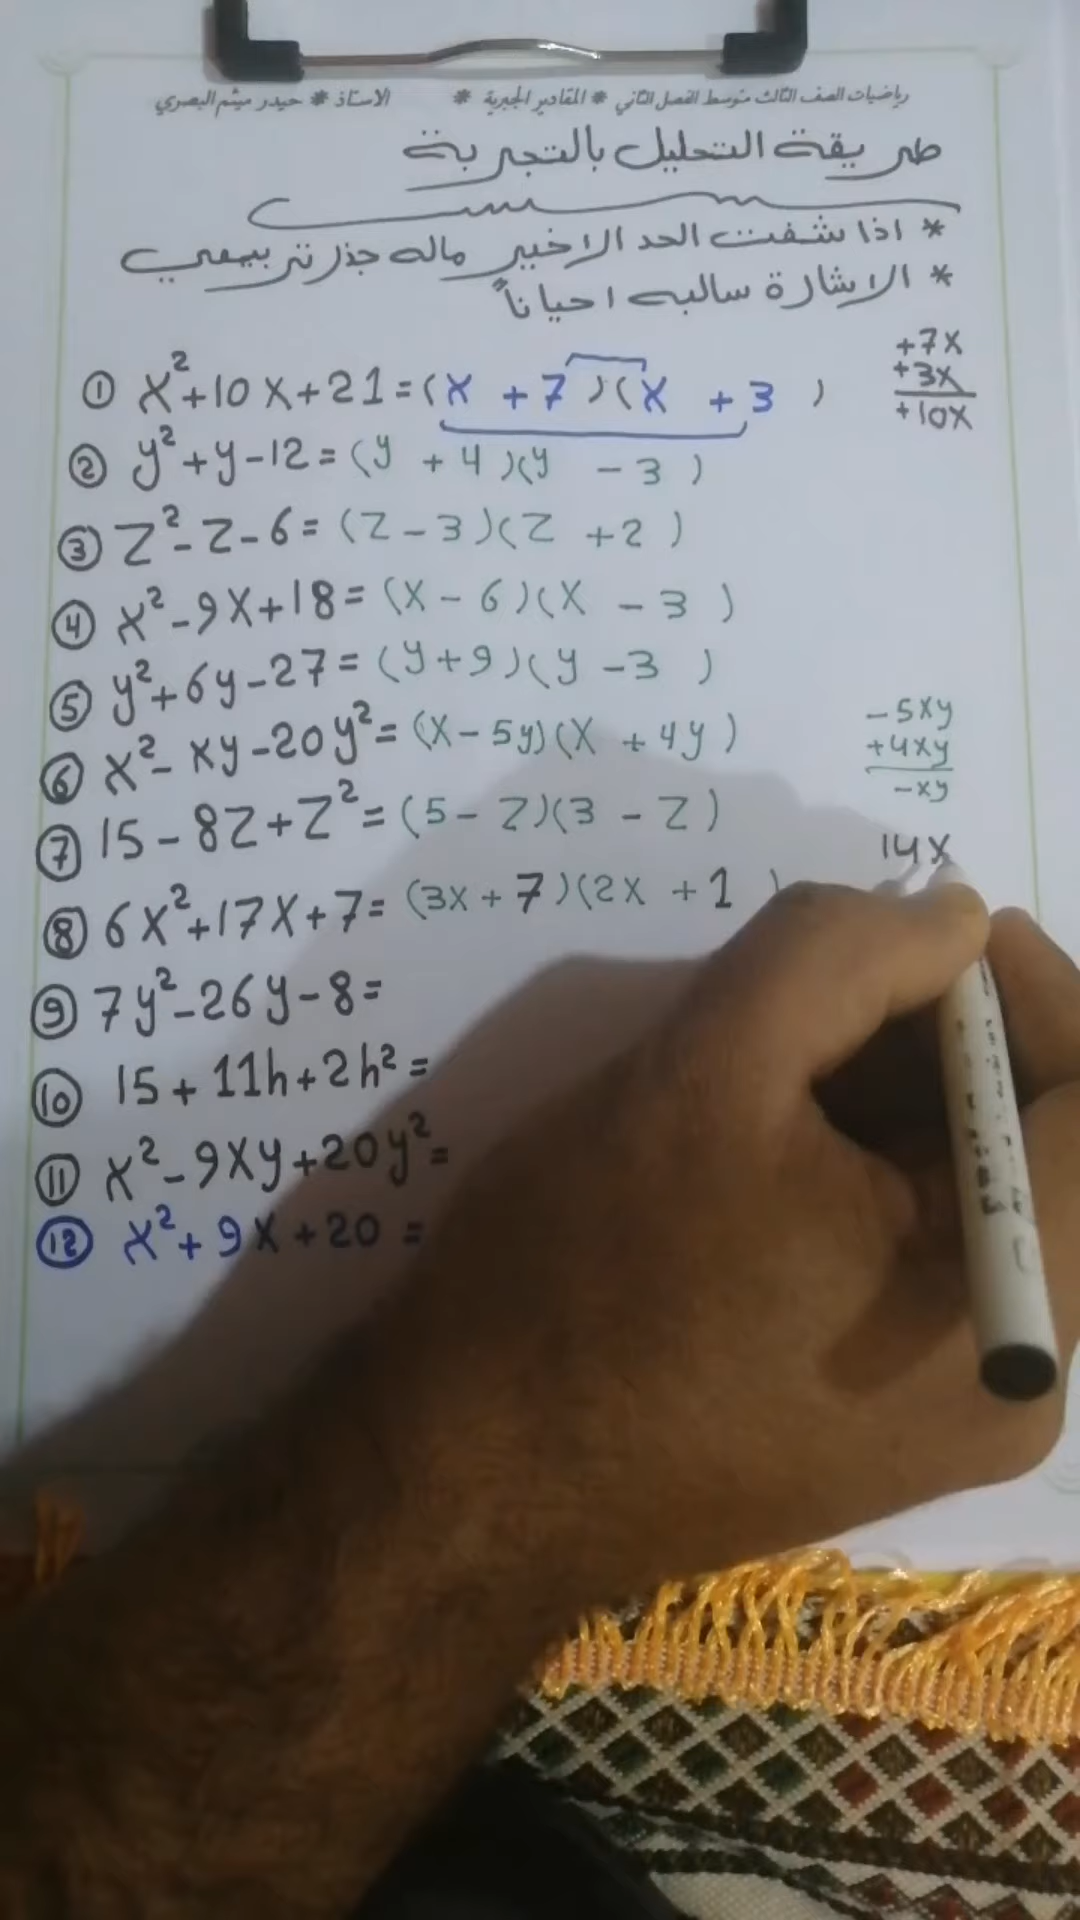 رياضيات الصف الثالث متوسط الفصل الثاني * المقادير الجبرية * الاستاذ * حيدر ميثم البصري
طريقة التحليل بالتجربة
* اذا شفت الحد الاخير ماله جذر تربيعي
* الاشارة سالبه احياناً
① x²+10x+21=(x +7)(x +3 )
+7x
+3x
+10x
② y²+y-12=(y +4)(y -3 )
③ z²-z-6=(z-3)(z +2 )
④ x²-9x+18=(x-6)(x -3 )
⑤ y²+6y-27=(y+9)(y -3 )
⑥ x²-xy-20y²=(x-5y)(x +4y )
-5xy
+4xy
-xy
⑦ 15-8z+z²=(5-z)(3-z)
⑧ 6x²+17x+7=(3x+7)(2x +1 )
14x
⑨ 7y²-26y-8=
⑩ 15+11h+2h²=
⑪ x²-9xy+20y²=
⑫ x²+9x+20 =